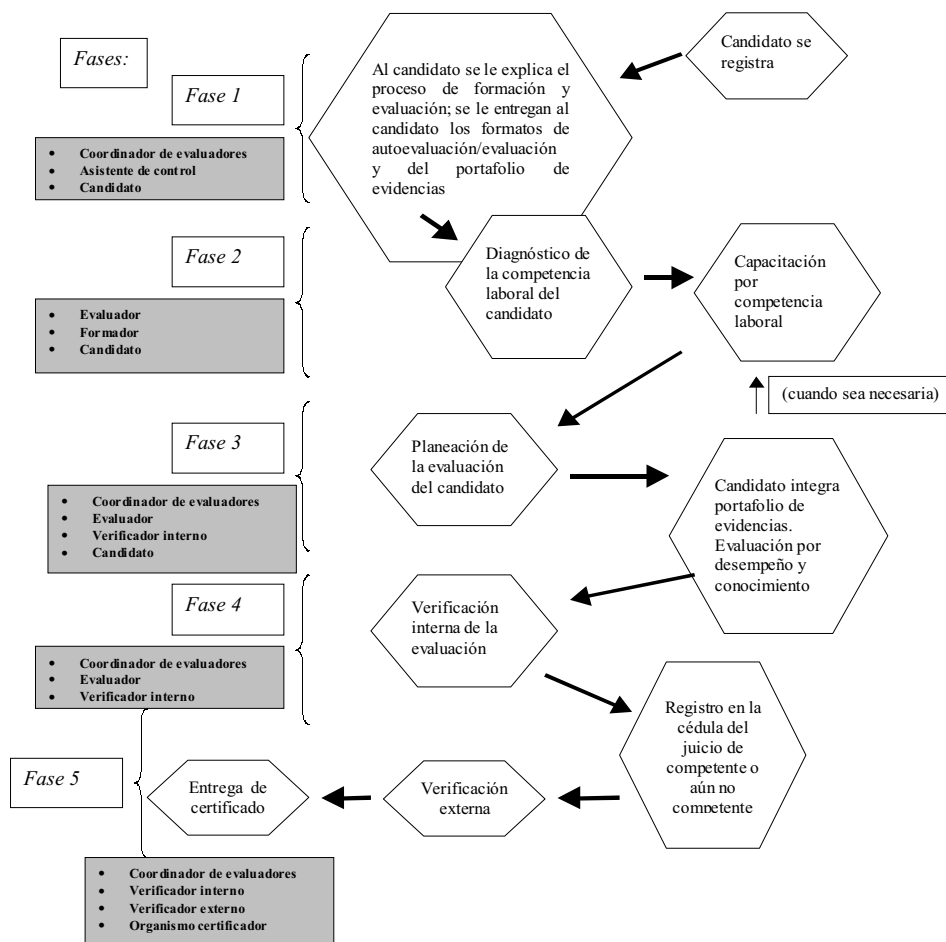 Fases:
Fase 1
• Coordinador de evaluadores
• Asistente de control
• Candidato
Al candidato se le explica el
proceso de formación y
evaluación; se le entregan al
candidato los formatos de
autoevaluación/evaluación
y del portafolio de
evidencias
Candidato se
registra
Fase 2
• Evaluador
• Formador
• Candidato
Diagnóstico de
la competencia
laboral del
candidato
Capacitación
por
competencia
laboral
(cuando sea necesaria)
Fase 3
• Coordinador de evaluadores
• Evaluador
• Verificador interno
• Candidato
Planeación de
la evaluación
del candidato
Candidato integra
portafolio de
evidencias.
Evaluación por
desempeño y
conocimiento
Fase 4
• Coordinador de evaluadores
• Evaluador
• Verificador interno
Verificación
interna de la
evaluación
Registro en la
cédula del
juicio de
competente o
aún no
competente
Fase 5
Entrega de
certificado
Verificación
externa
• Coordinador de evaluadores
• Verificador interno
• Verificador externo
• Organismo certificador